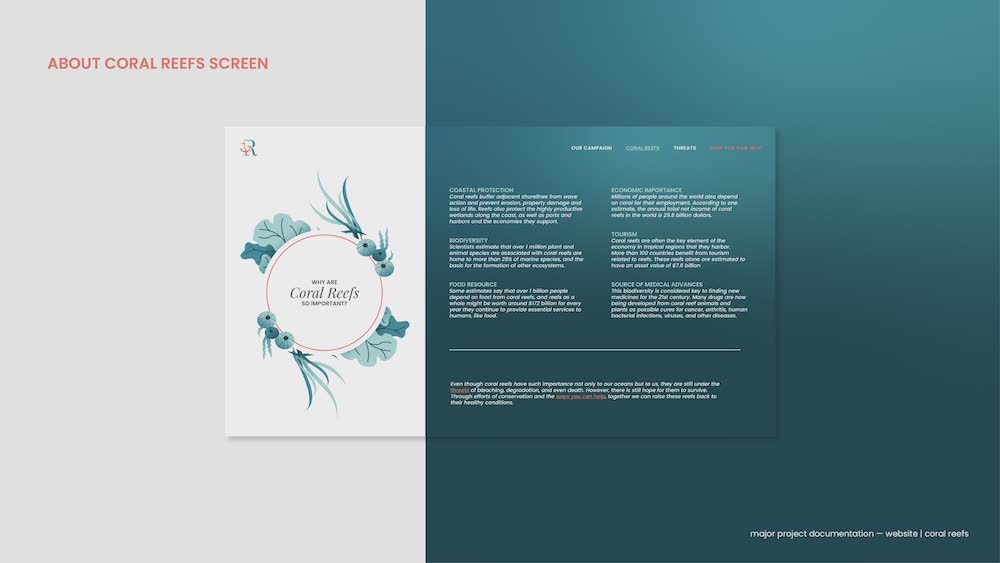 ABOUT CORAL REEFS SCREEN
R
OUR CAMPAIGN CORAL REEFS THREATS HOW YOU CAN HELP
WHY ARE
Coral Reefs
SO IMPORTANT?
COASTAL PROTECTION
Coral reefs buffer adjacent shorelines from wave
action and prevent erosion, property damage and
loss of life. Reefs also protect the highly productive
wetlands along the coast, as well as ports and
harbors and the economies they support.
BIODIVERSITY
Scientists estimate that over 1 million plant and
animal species are associated with coral reefs are
home to more than 25% of marine species, and the
basis for the formation of other ecosystems.
FOOD RESOURCE
Some estimates say that over 1 billion people
depend on food from coral reefs, and reefs as a
whole might be worth around $172 billion for every
year they continue to provide essential services to
humans, like food.
ECONOMIC IMPORTANCE
Millions of people around the world also depend
on coral for their employment. According to one
estimate, the annual total net income of coral
reefs in the world is 29.8 billion dollars.
TOURISM
Coral reefs are often the key element of the
economy in tropical regions that they harbor.
More than 100 countries benefit from tourism
related to reefs. These reefs alone are estimated to
have an asset value of $7.8 billion
SOURCE OF MEDICAL ADVANCES
This biodiversity is considered key to finding new
medicines for the 21st century. Many drugs are now
being developed from coral reef animals and
plants as possible cures for cancer, arthritis, human
bacterial infections, viruses, and other diseases.
Even though coral reefs have such importance not only to our oceans but to us, they are still under the
threats of bleaching, degradation, and even death. However, there is still hope for them to survive.
Through efforts of conservation and the ways you can help, together we can raise these reefs back to
their healthy conditions.
major project documentation — website | coral reefs